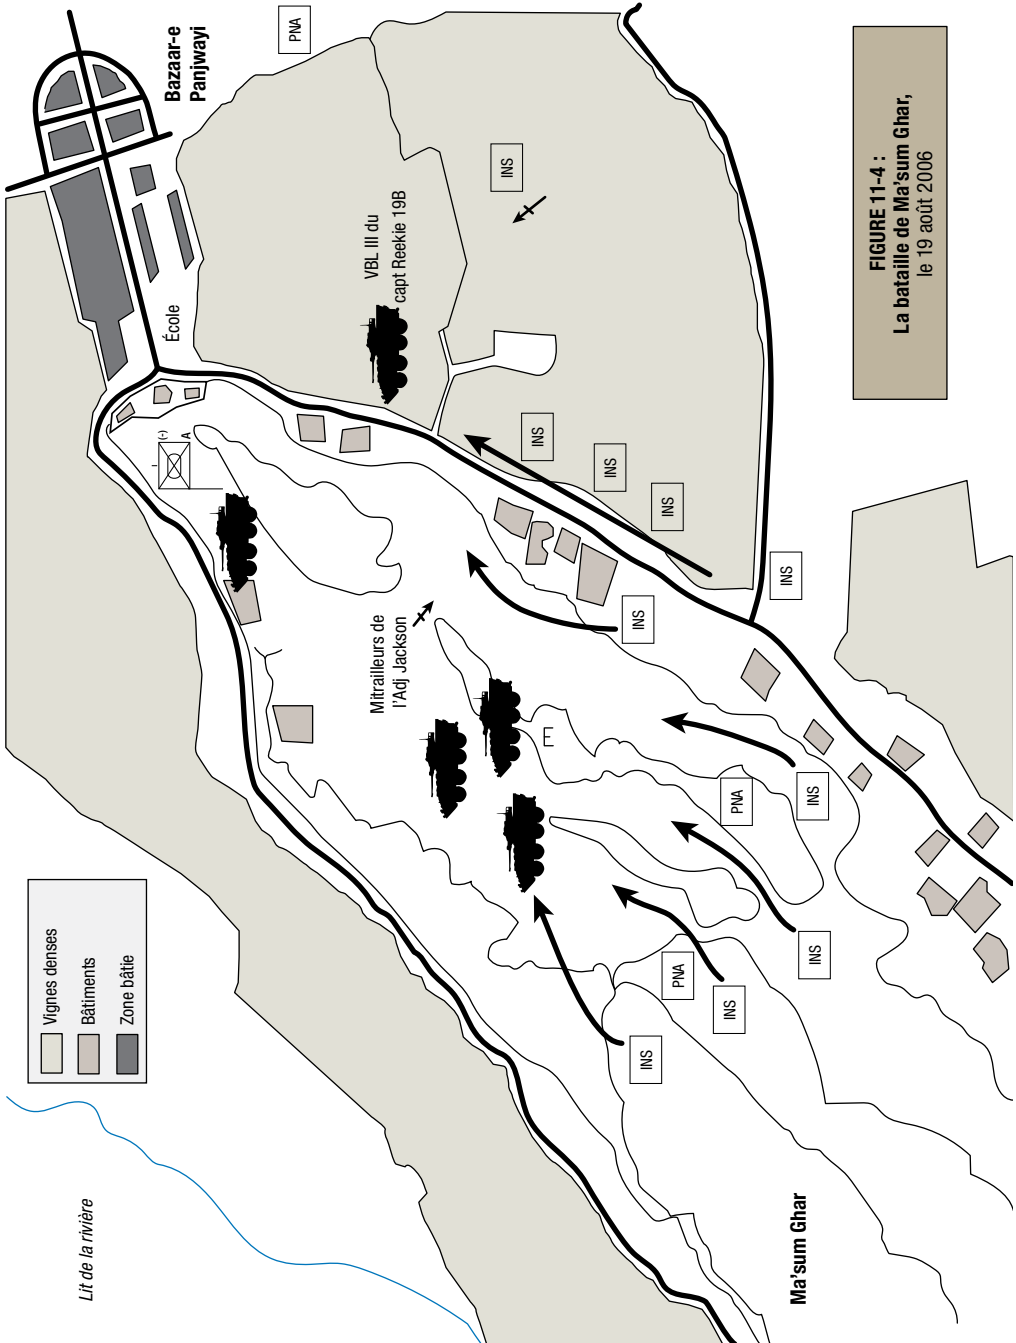 Bazaar-e
Panjwayi
PNA
École
VBL III du
capt Reekie 19B
INS
(-)
I
A
Mitrailleurs de
l'Adj Jackson
INS
INS
INS
INS
INS
E
PNA
INS
INS
PNA
INS
INS
Vignes denses
Bâtiments
Zone bâtie
Lit de la rivière
Ma'sum Ghar
FIGURE 11-4 :
La bataille de Ma'sum Ghar,
le 19 août 2006